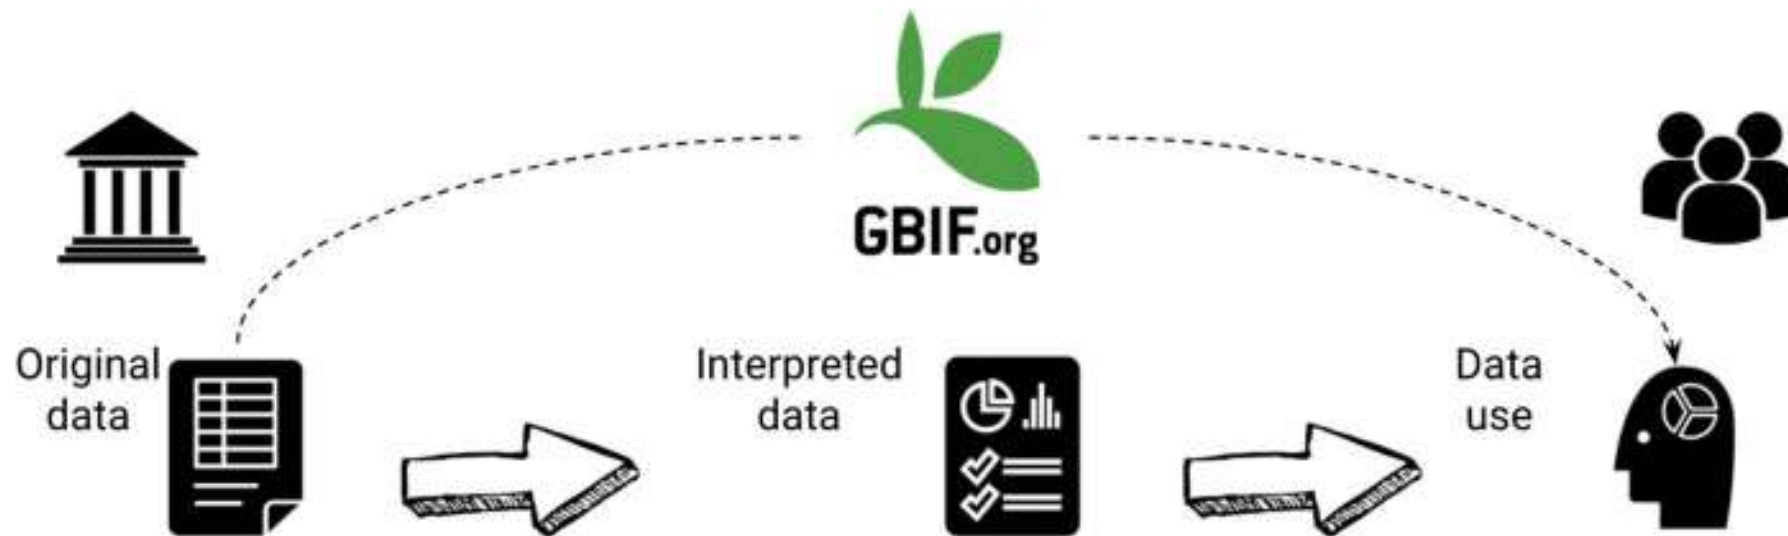 GBIF.org
Original
data
Interpreted
data
Data
use